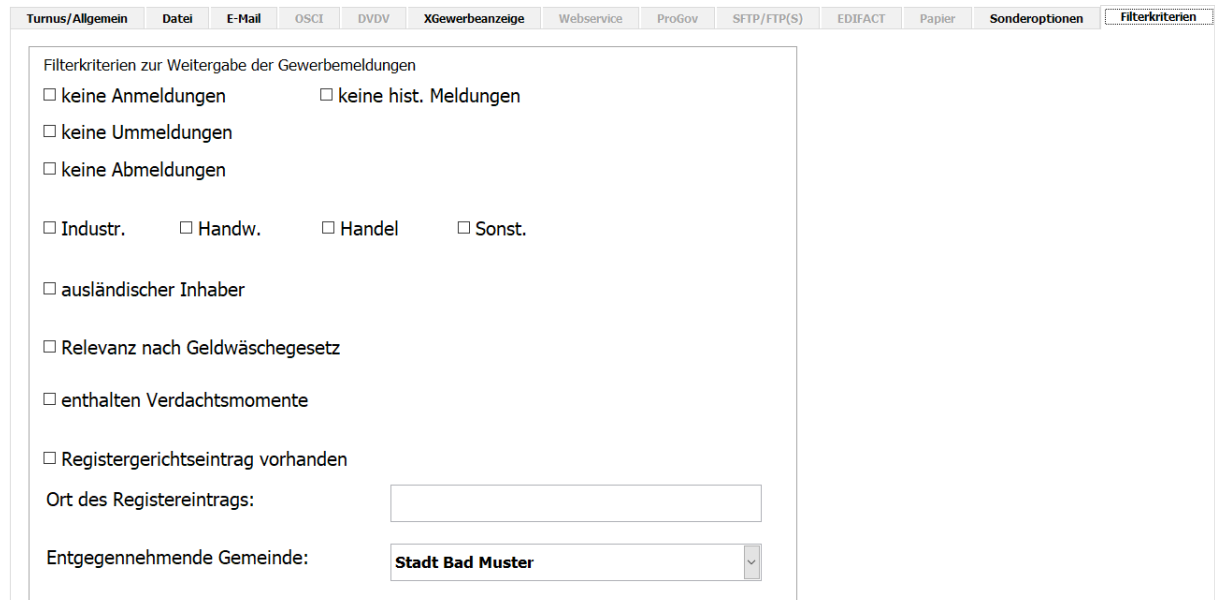 Turnus/Allgemein Datei E-Mail OSCI DVDV XGewerbeanzeige Webservice ProGov SFTP/FTP(S) EDIFACT Papier Sonderoptionen Filterkriterien
Filterkriterien zur Weitergabe der Gewerbemeldungen
keine Anmeldungen keine hist. Meldungen
keine Ummeldungen
keine Abmeldungen
Industr. Handw. Handel Sonst.
ausländischer Inhaber
Relevanz nach Geldwäschegesetz
enthalten Verdachtsmomente
Registergerichtseintrag vorhanden
Ort des Registereintrags:
Entgegennehmende Gemeinde: Stadt Bad Muster